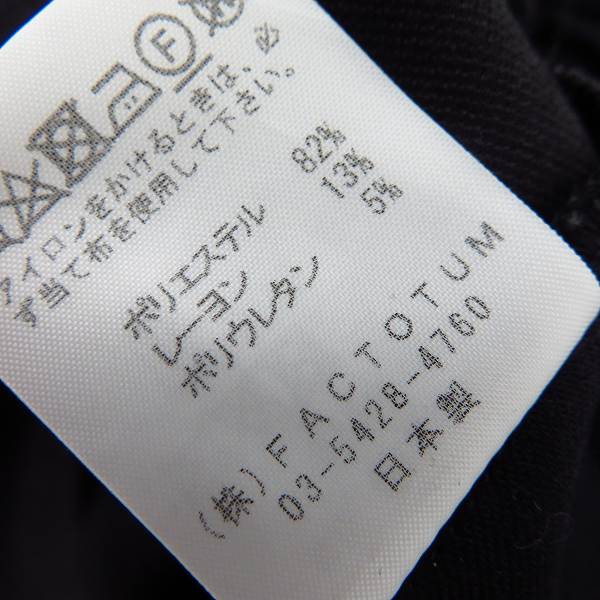 F
アイロンをかけるときは、必
ず当て布を使用して下さい。
ポリエステル 82%
レーヨン 13%
ポリウレタン 5%
(株)FACTOTUM
03-5428-4760
日本製